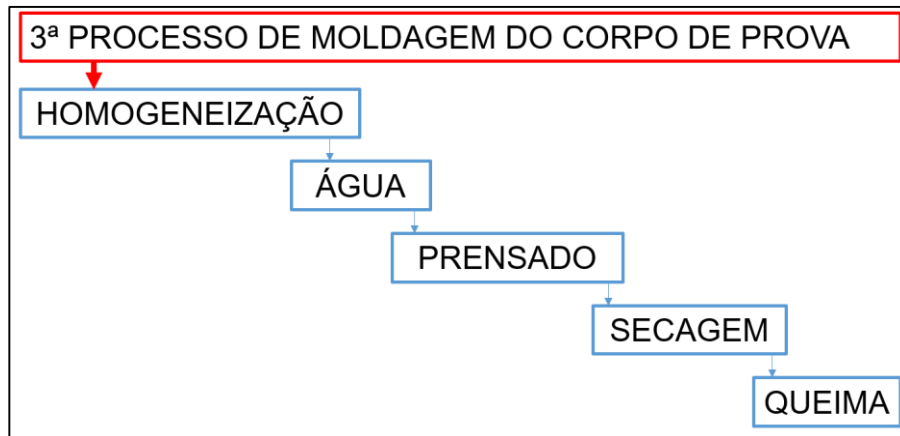 3ª PROCESSO DE MOLDAGEM DO CORPO DE PROVA
HOMOGENEIZAÇÃO
ÁGUA
PRENSADO
SECAGEM
QUEIMA